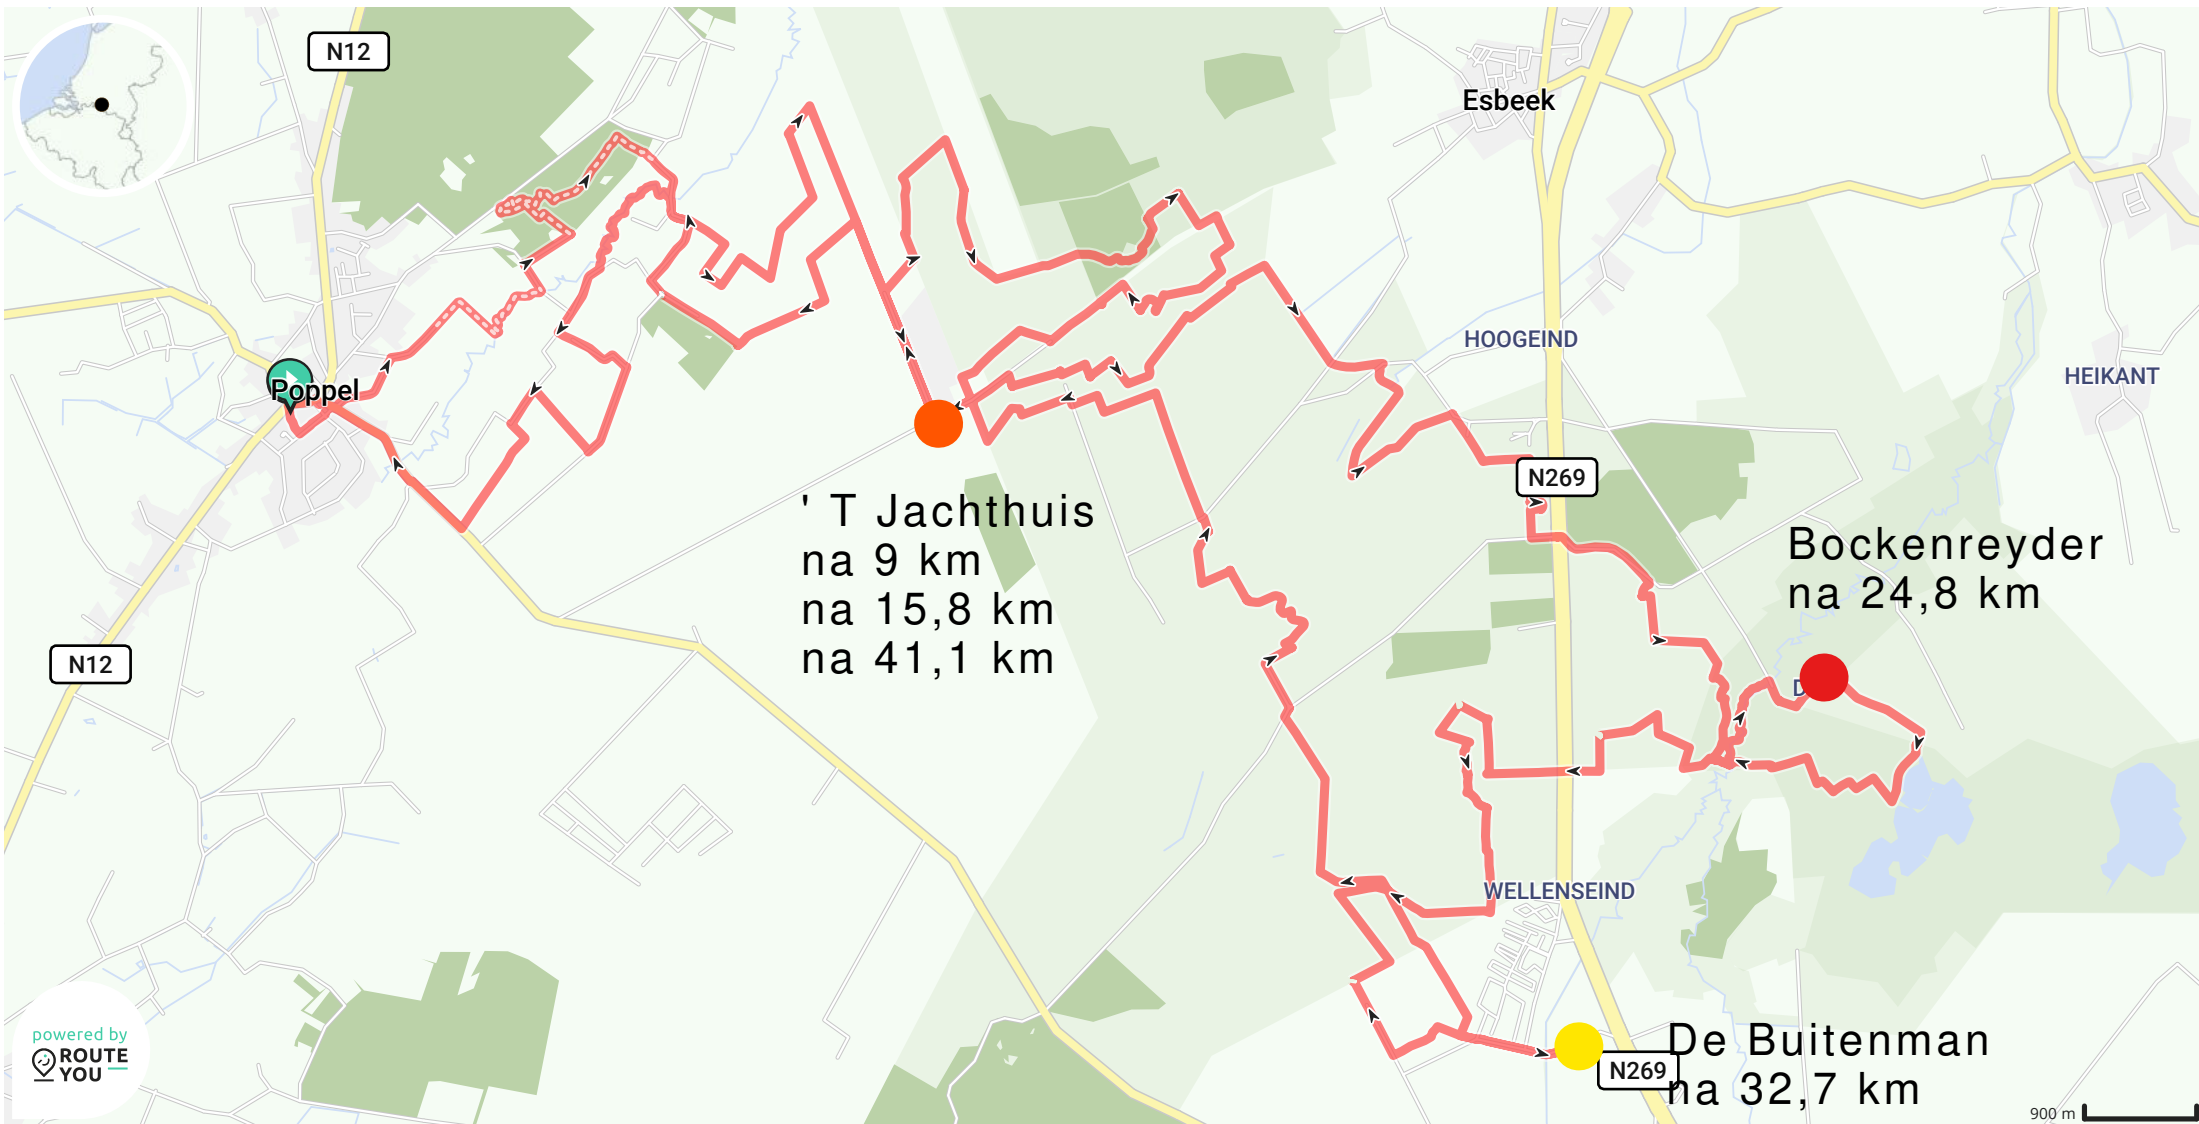 N12
Esbeek
HOOGEIND
HEIKANT
Poppel
N269
' T Jachthuis
na 9 km
na 15,8 km
na 41,1 km
Bockenreyder
na 24,8 km
N12
D
WELLENSEIND
De Buitenman
na 32,7 km
N269
powered by
ROUTE
YOU
900 m